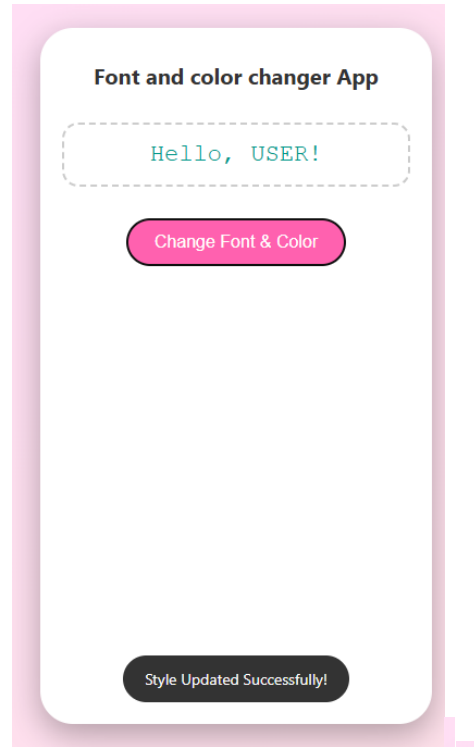 Font and color changer App
Hello, USER!
Change Font & Color
Style Updated Successfully!